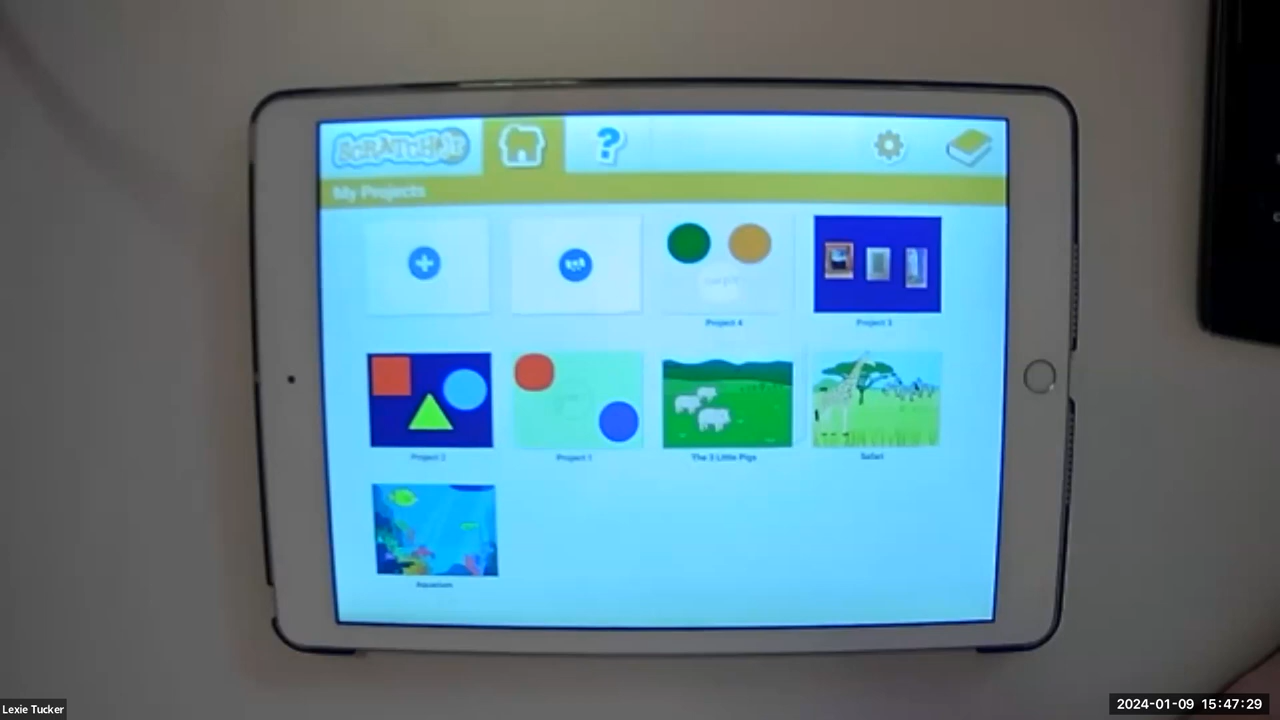 SCRATCHJr
?
My Projects
+
Project 4
Project 3
Project 2
Project 1
The 3 Little Pigs
Safari
Aquarium
Lexie Tucker
2024-01-09 15:47:29